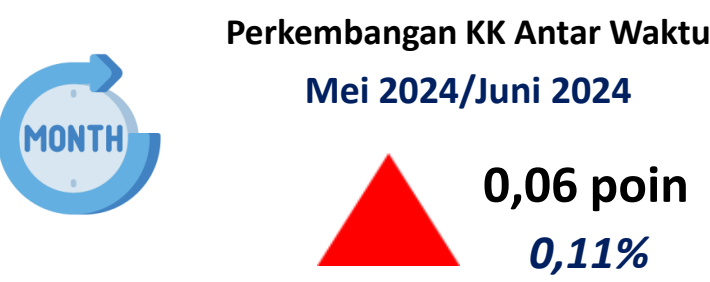 Perkembangan KK Antar Waktu
Mei 2024/Juni 2024
MONTH
0,06 poin
0,11%